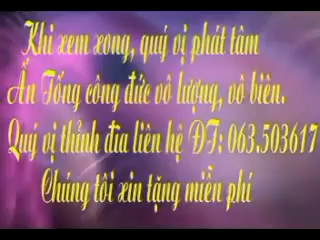 Khi xem xong, quý vị phát tâm
Ấn Tống công đức vô lượng, vô biên.
Quý vị thỉnh đĩa liên hệ ĐT: 063.503617
Chúng tôi xin tặng miễn phí